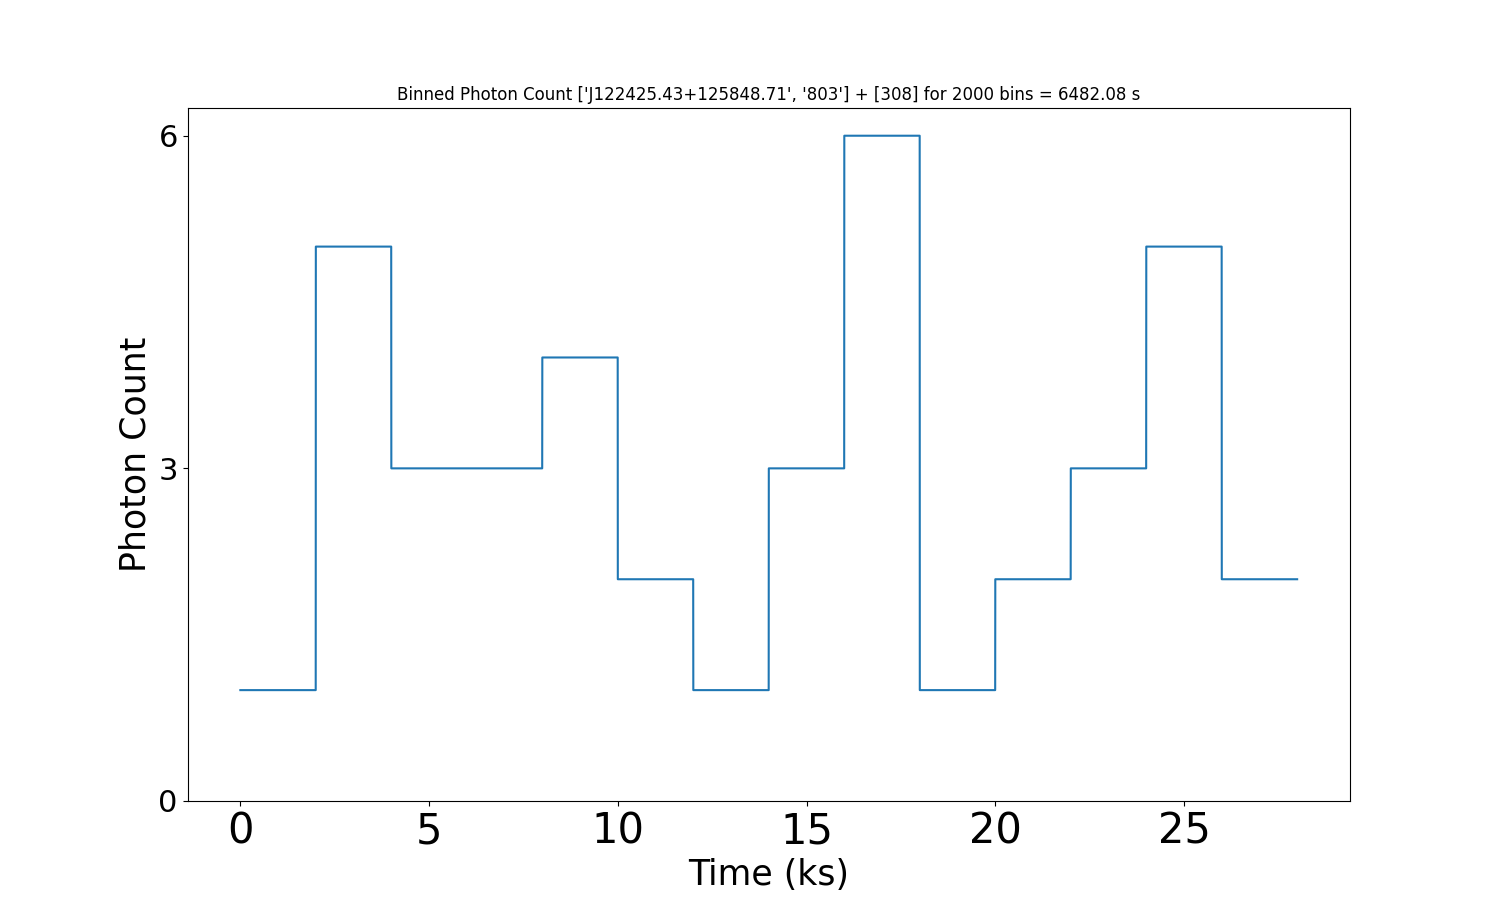 Binned Photon Count ['J122425.43+125848.71', '803'] + [308] for 2000 bins = 6482.08 s
6
3
0
Photon Count
0 5 10 15 20 25
Time (ks)